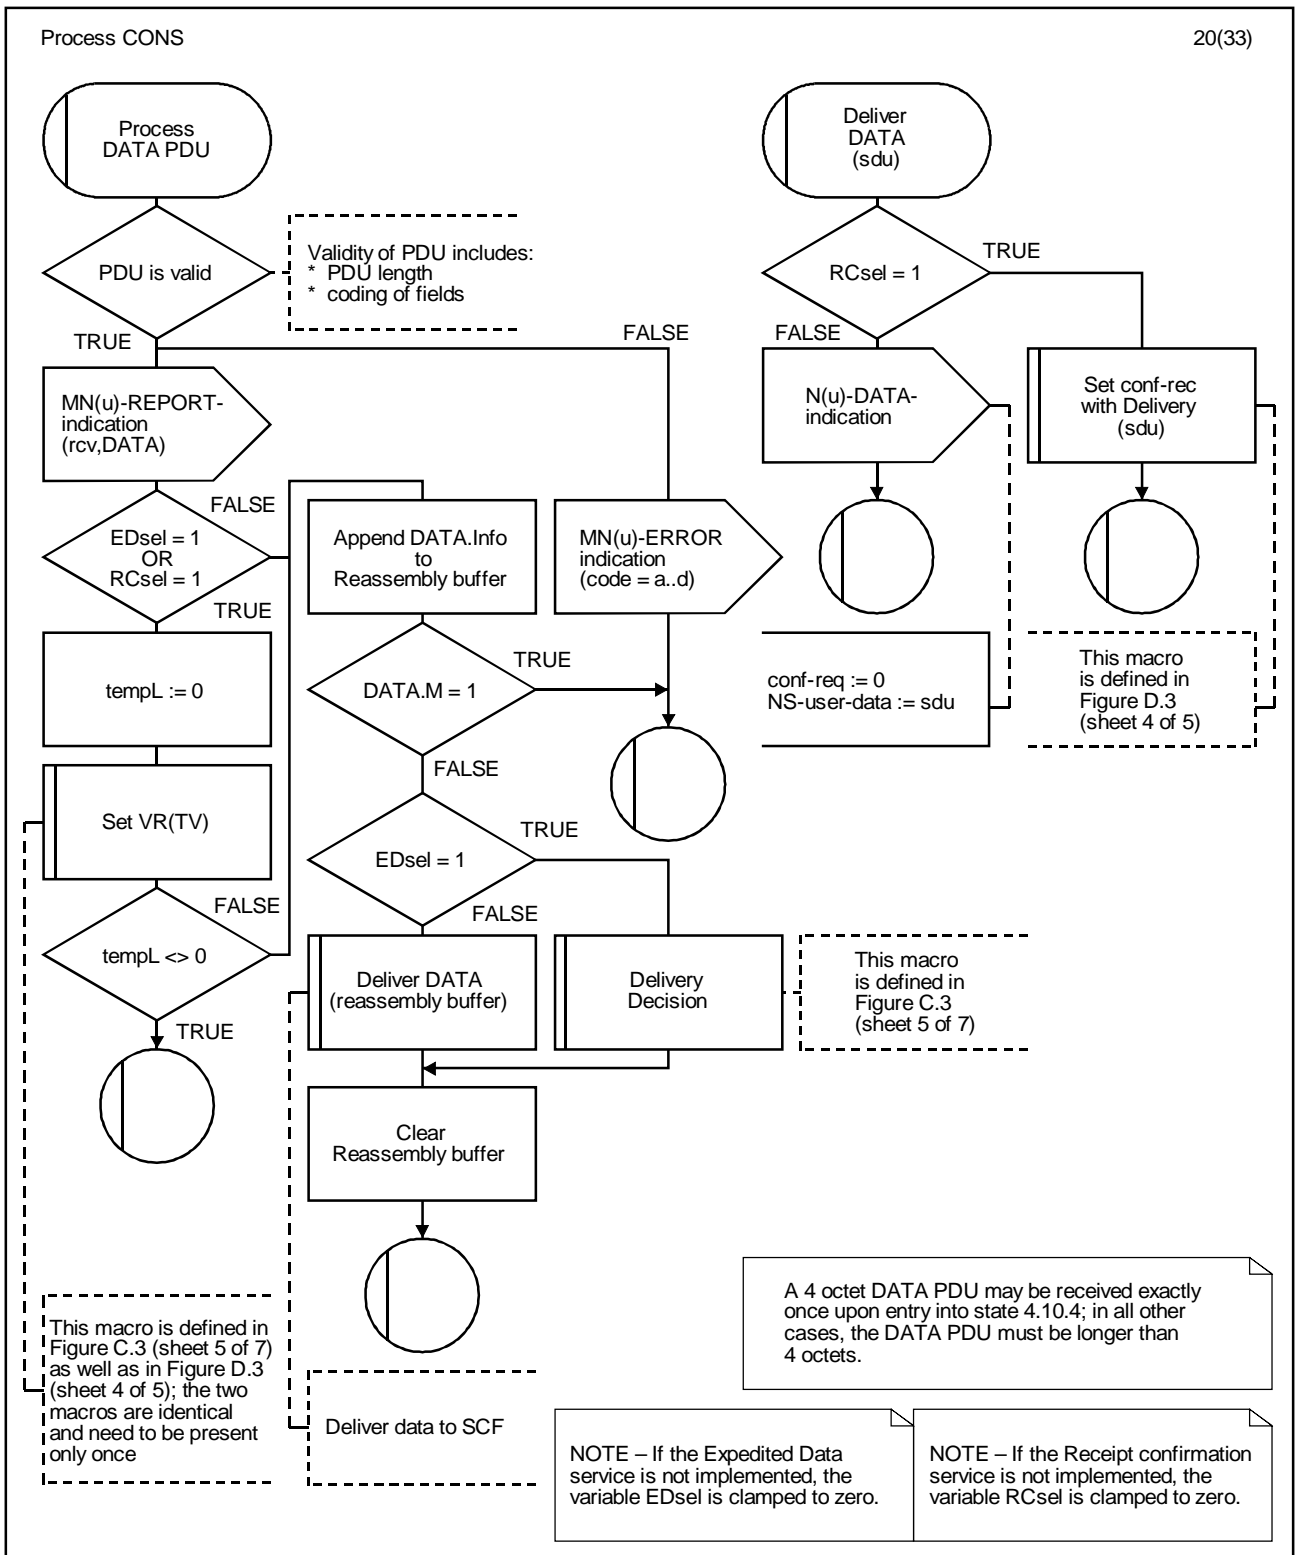 Process CONS
20(33)
Process
DATA PDU
PDU is valid
Validity of PDU includes:
* PDU length
* coding of fields
TRUE
FALSE
MN(u)-REPORT-
indication
(rcv,DATA)
FALSE
EDsel = 1
OR
RCsel = 1
TRUE
tempL := 0
Set VR(TV)
FALSE
tempL <> 0
TRUE
Append DATA.Info
to
Reassembly buffer
MN(u)-ERROR
indication
(code = a..d)
TRUE
DATA.M = 1
FALSE
TRUE
EDsel = 1
FALSE
Deliver DATA
(reassembly buffer)
Delivery
Decision
This macro
is defined in
Figure C.3
(sheet 5 of 7)
Clear
Reassembly buffer
Deliver
DATA
(sdu)
TRUE
RCsel = 1
FALSE
N(u)-DATA-
indication
Set conf-rec
with Delivery
(sdu)
conf-req := 0
NS-user-data := sdu
This macro
is defined in
Figure D.3
(sheet 4 of 5)
This macro is defined in
Figure C.3 (sheet 5 of 7)
as well as in Figure D.3
(sheet 4 of 5); the two
macros are identical
and need to be present
only once
Deliver data to SCF
A 4 octet DATA PDU may be received exactly
once upon entry into state 4.10.4; in all other
cases, the DATA PDU must be longer than
4 octets.
NOTE – If the Expedited Data
service is not implemented, the
variable EDsel is clamped to zero.
NOTE – If the Receipt confirmation
service is not implemented, the
variable RCsel is clamped to zero.